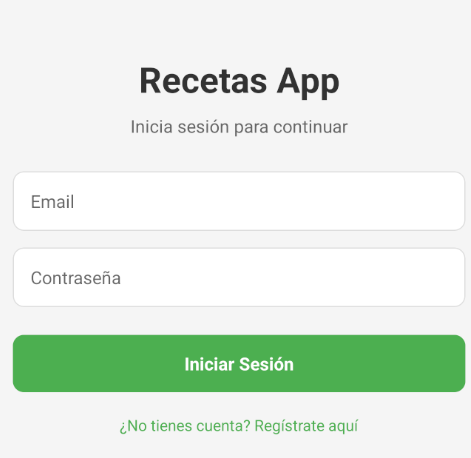 Recetas App
Inicia sesión para continuar
Email
Contraseña
Iniciar Sesión
¿No tienes cuenta? Regístrate aquí